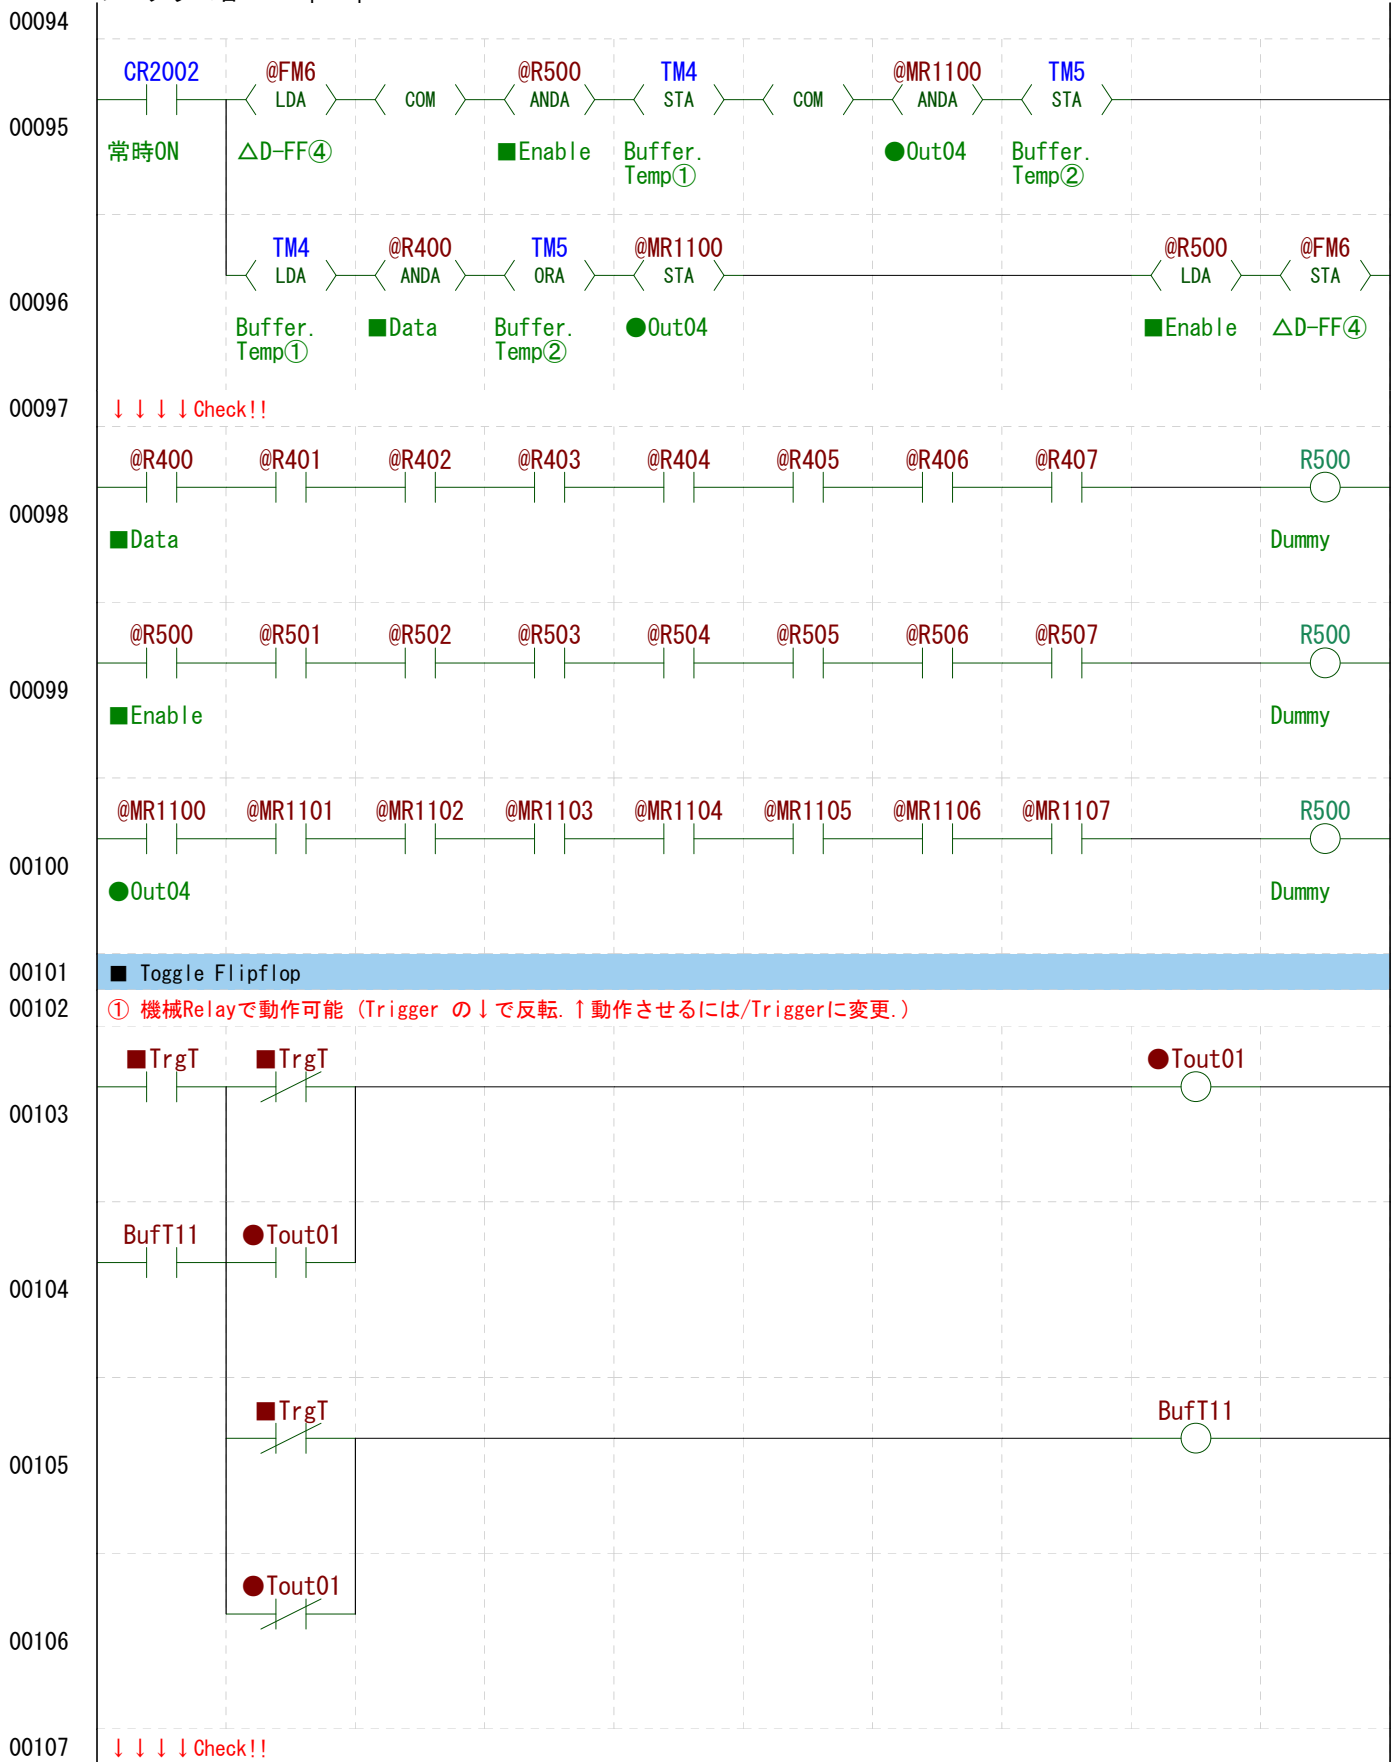 00094
CR2002 @FM6 @R500 TM4 @MR1100 TM5
LDA COM ANDA STA COM ANDA STA
00095
常時ON △D-FF④ ■Enable Buffer. ●Out04 Buffer.
Temp① Temp②
TM4 @R400 TM5 @MR1100 @R500 @FM6
LDA ANDA ORA STA LDA STA
00096
Buffer. ■Data Buffer. ●Out04 ■Enable △D-FF④
Temp① Temp②
00097 ↓↓↓↓Check!!
@R400 @R401 @R402 @R403 @R404 @R405 @R406 @R407 R500
00098
■Data Dummy
@R500 @R501 @R502 @R503 @R504 @R505 @R506 @R507 R500
00099
■Enable Dummy
@MR1100 @MR1101 @MR1102 @MR1103 @MR1104 @MR1105 @MR1106 @MR1107 R500
00100
●Out04 Dummy
00101 ■ Toggle Flipflop
00102 ① 機械Relayで動作可能 (Trigger の↓で反転.↑動作させるには/Triggerに変更.)
■TrgT ■TrgT ●Tout01
00103
BufT11 ●Tout01
00104
■TrgT BufT11
00105
●Tout01
00106
00107 ↓↓↓↓Check!!